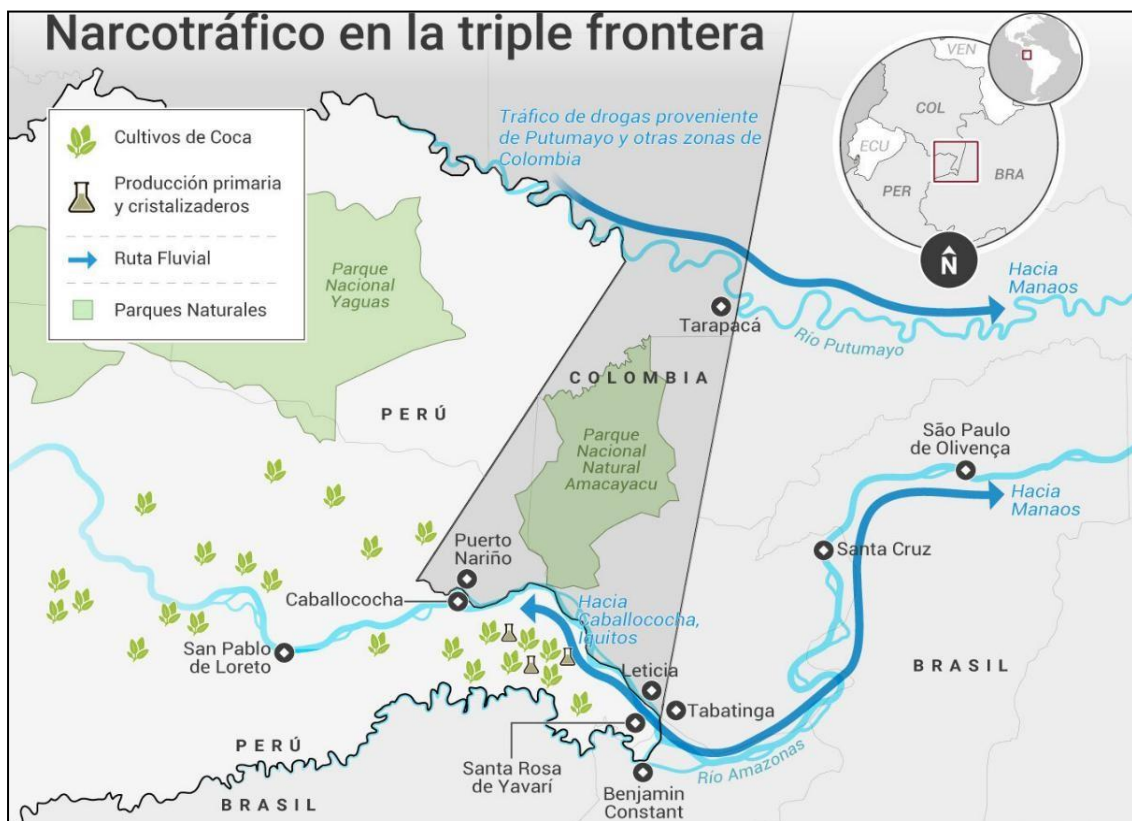 Narcotráfico en la triple frontera
Cultivos de Coca
Producción primaria
y cristalizaderos
Ruta Fluvial
Parques Naturales
Tráfico de drogas proveniente
de Putumayo y otras zonas de
Colombia
VEN
COL
ECU
PER
BRA
N
Parque
Nacional
Yaguas
Hacia
Manaos
Tarapacá
Río Putumayo
COLOMBIA
PERÚ
Parque
Nacional
Natural
Amacayacu
São Paulo
de Olivença
Hacia
Manaos
Puerto
Nariño
Santa Cruz
Caballococha
Hacia
Caballococha,
Iquitos
San Pablo
de Loreto
Leticia
Tabatinga
BRASIL
PERÚ
BRASIL
Santa Rosa
de Yavarí
Río Amazonas
Benjamin
Constant